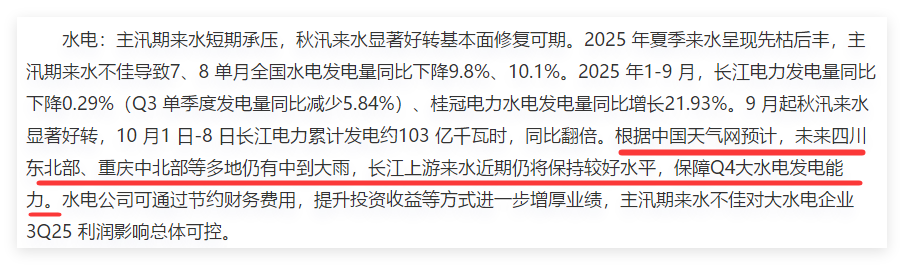 水电：主汛期来水短期承压，秋汛来水显著好转基本面修复可期。2025 年夏季来水呈现先枯后丰，主
汛期来水不佳导致7、8 单月全国水电发电量同比下降9.8%、10.1%。2025 年1-9 月，长江电力发电量同比
下降0.29%（Q3 单季度发电量同比减少5.84%）、桂冠电力水电发电量同比增长21.93%。9 月起秋汛来水
显著好转，10 月1 日-8 日长江电力累计发电约103 亿千瓦时，同比翻倍。根据中国天气网预计，未来四川
东北部、重庆中北部等多地仍有中到大雨，长江上游来水近期仍将保持较好水平，保障Q4大水电发电能
力。水电公司可通过节约财务费用，提升投资收益等方式进一步增厚业绩，主汛期来水不佳对大水电企业
3Q25 利润影响总体可控。